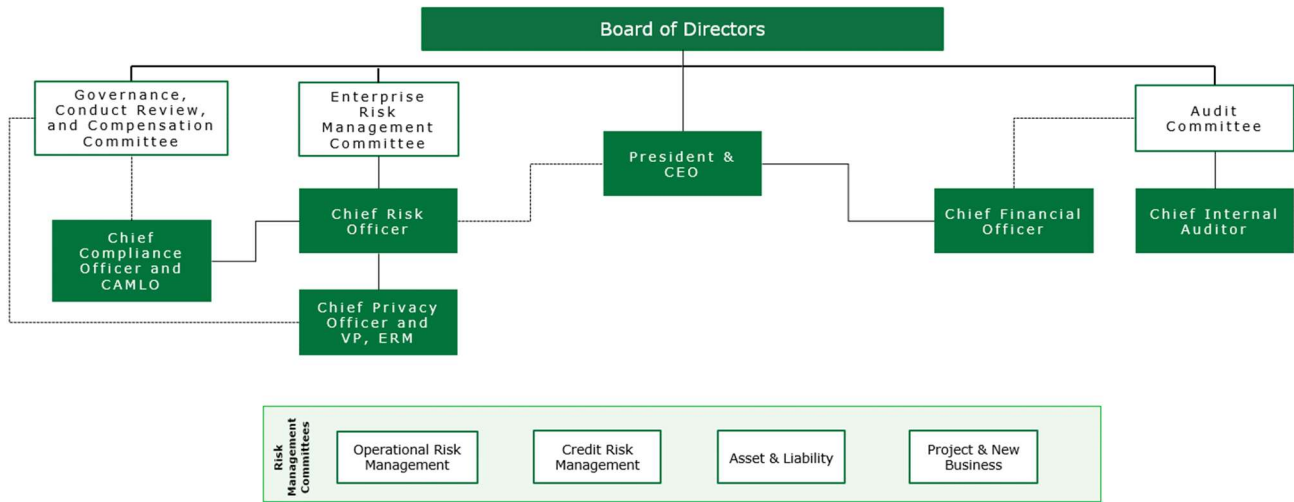 Board of Directors
Governance,
Conduct Review,
and Compensation
Committee
Enterprise
Risk
Management
Committee
Audit
Committee
President &
CEO
Chief Risk
Officer
Chief Financial
Officer
Chief Internal
Auditor
Chief
Compliance
Officer and
CAMLO
Chief Privacy
Officer and
VP, ERM
Risk
Management
Committees
Operational Risk
Management
Credit Risk
Management
Asset & Liability
Project & New
Business